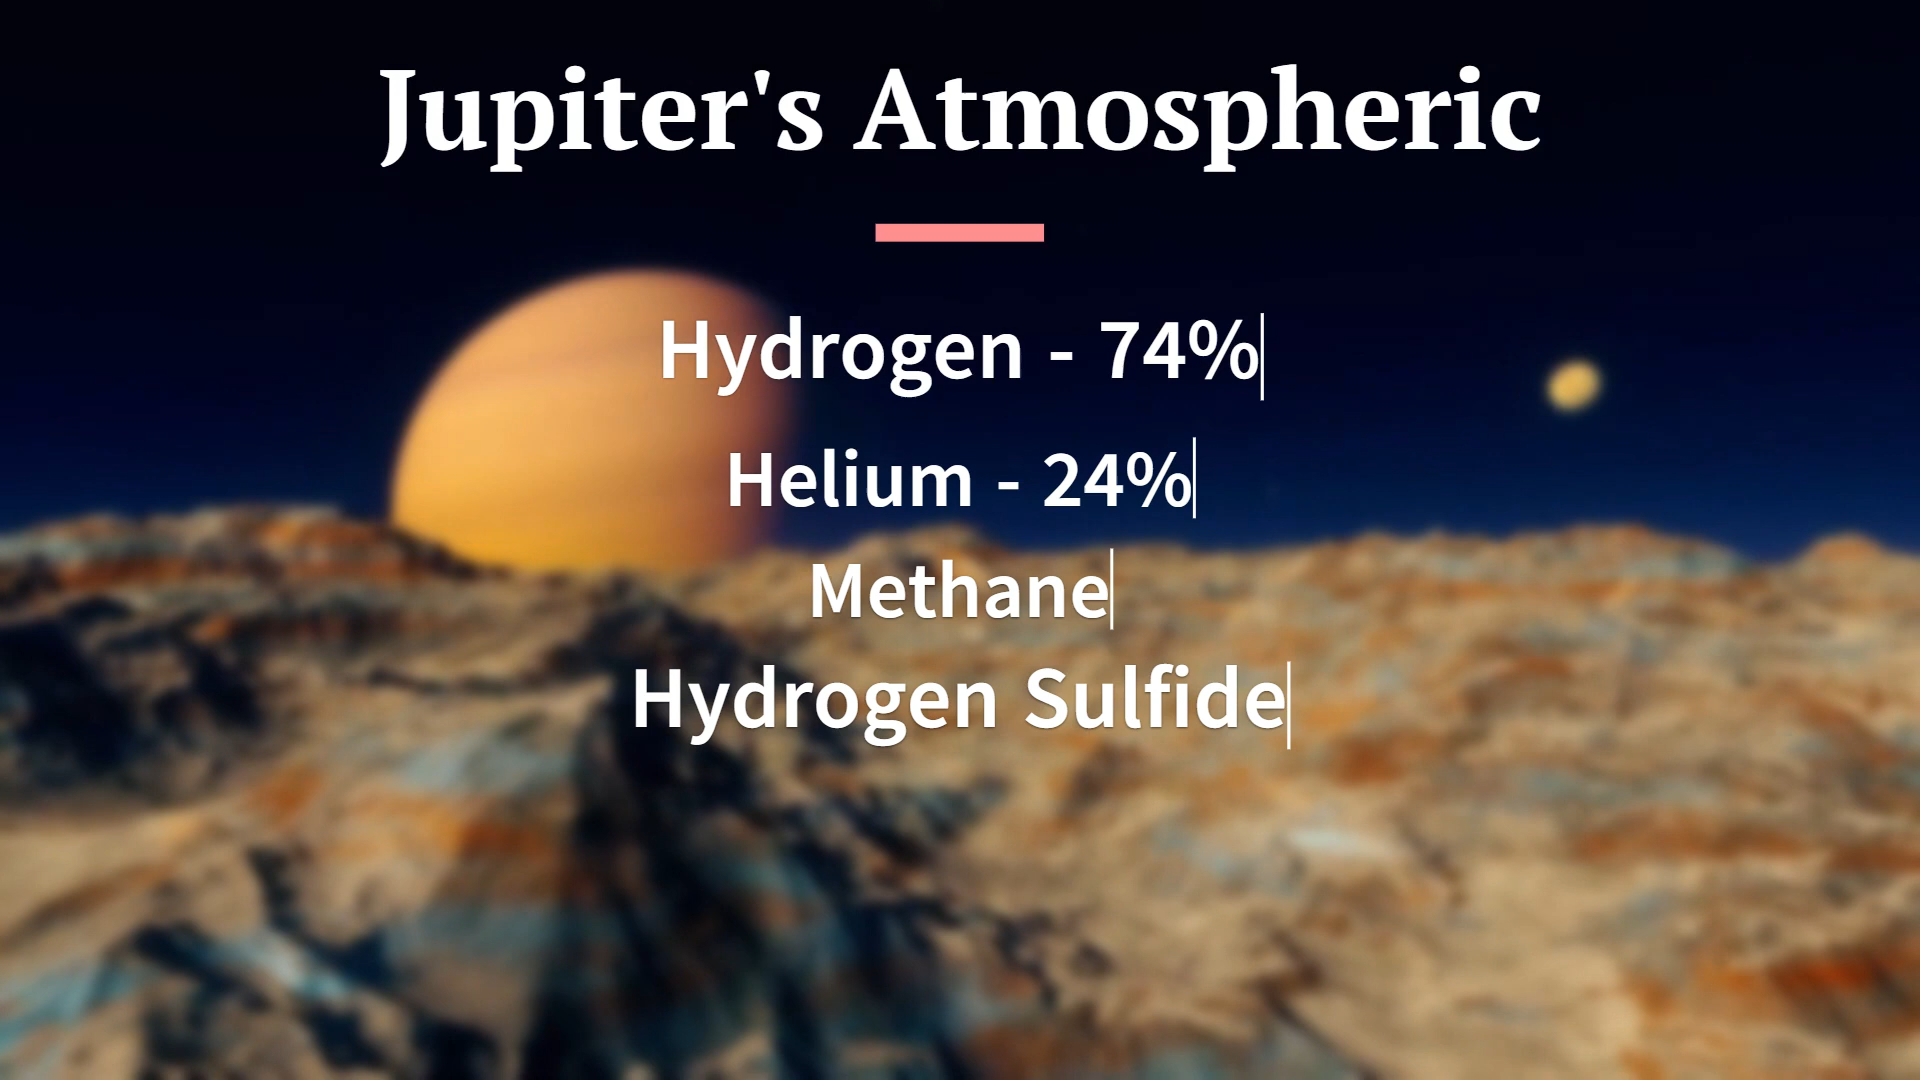 Jupiter's Atmospheric
Hydrogen - 74%
Helium - 24%
Methane
Hydrogen Sulfide